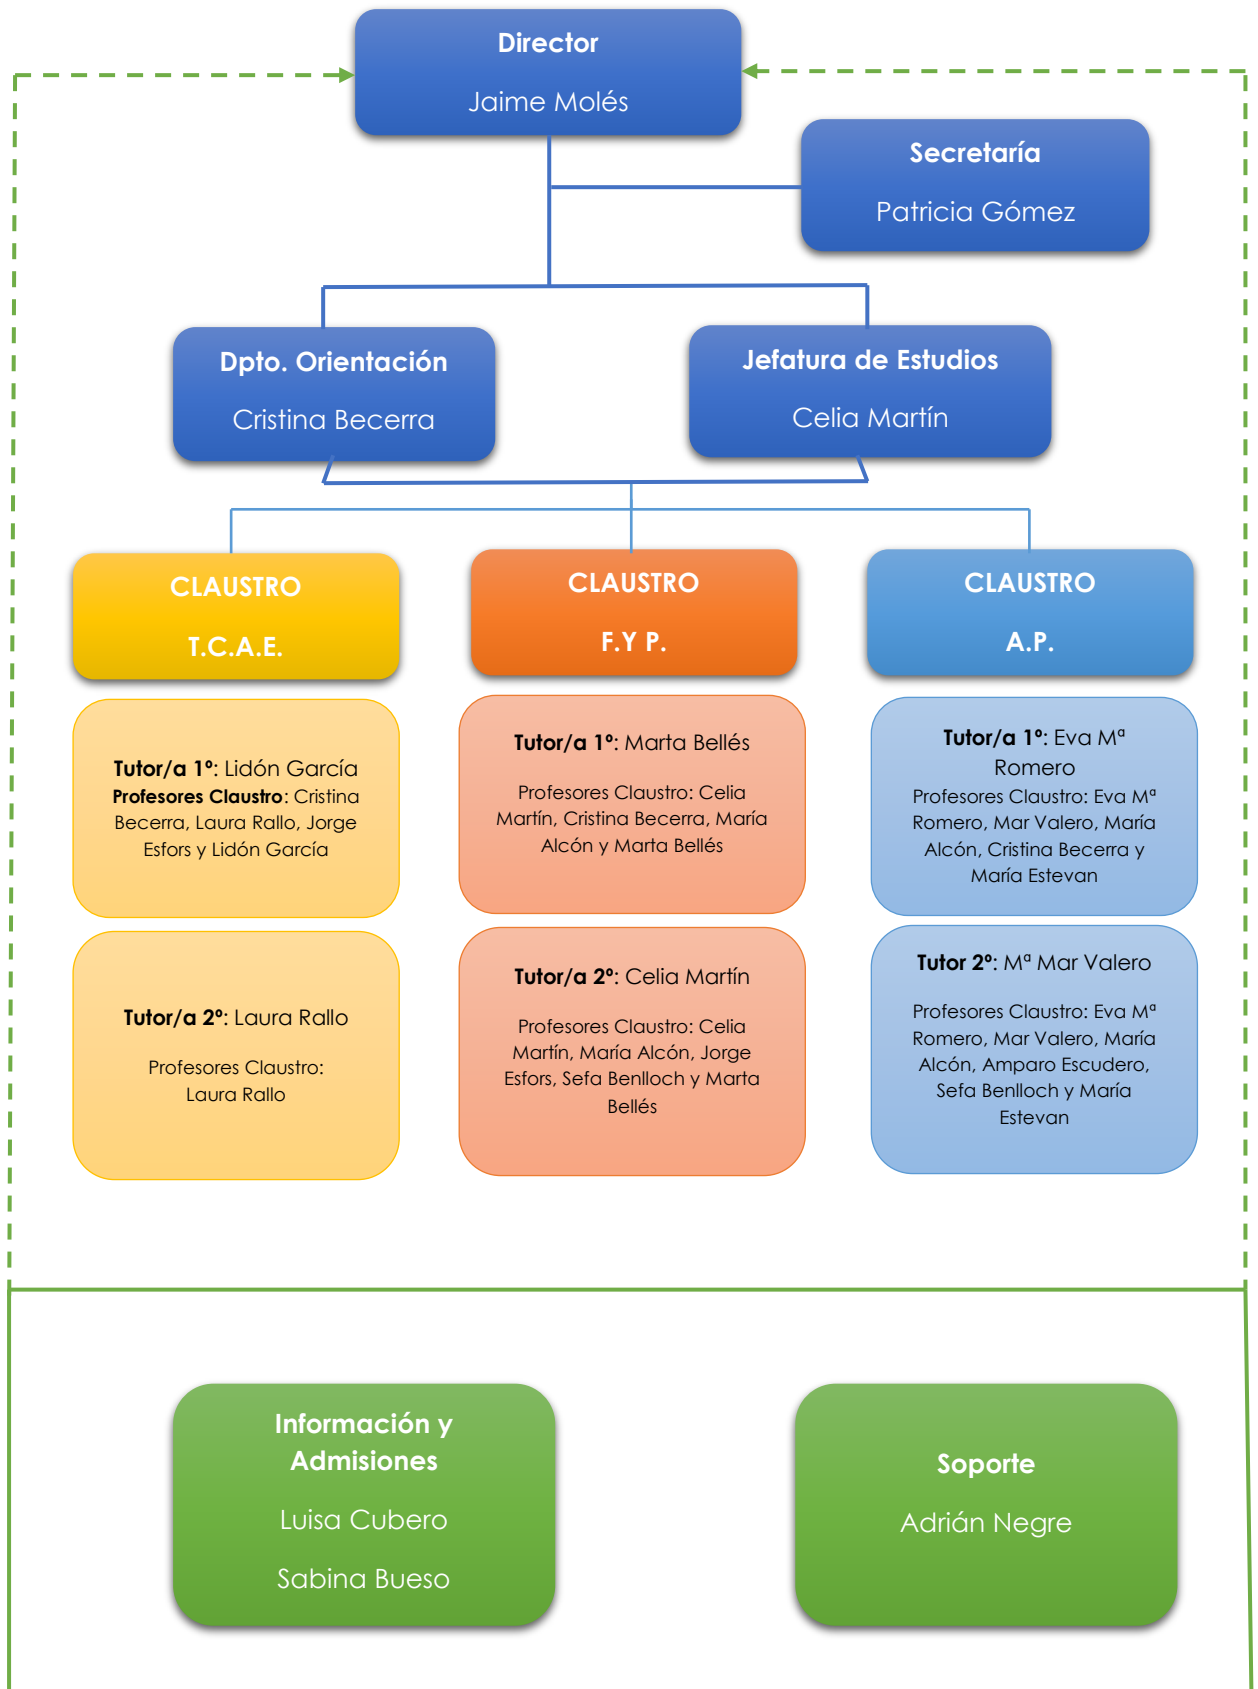 Director
Jaime Molés
Secretaría
Patricia Gómez
Dpto. Orientación
Cristina Becerra
Jefatura de Estudios
Celia Martín
CLAUSTRO
T.C.A.E.
CLAUSTRO
F.Y P.
CLAUSTRO
A.P.
Tutor/a 1º: Lidón García
Profesores Claustro: Cristina
Becerra, Laura Rallo, Jorge
Esfors y Lidón García
Tutor/a 1º: Marta Bellés
Profesores Claustro: Celia
Martín, Cristina Becerra, María
Alcón y Marta Bellés
Tutor/a 1º: Eva Mª
Romero
Profesores Claustro: Eva Mª
Romero, Mar Valero, María
Alcón, Cristina Becerra y
María Estevan
Tutor/a 2º: Laura Rallo
Profesores Claustro:
Laura Rallo
Tutor/a 2º: Celia Martín
Profesores Claustro: Celia
Martín, María Alcón, Jorge
Esfors, Sefa Benlloch y Marta
Bellés
Tutor 2º: Mª Mar Valero
Profesores Claustro: Eva Mª
Romero, Mar Valero, María
Alcón, Amparo Escudero,
Sefa Benlloch y María
Estevan
Información y
Admisiones
Luisa Cubero
Sabina Bueso
Soporte
Adrián Negre